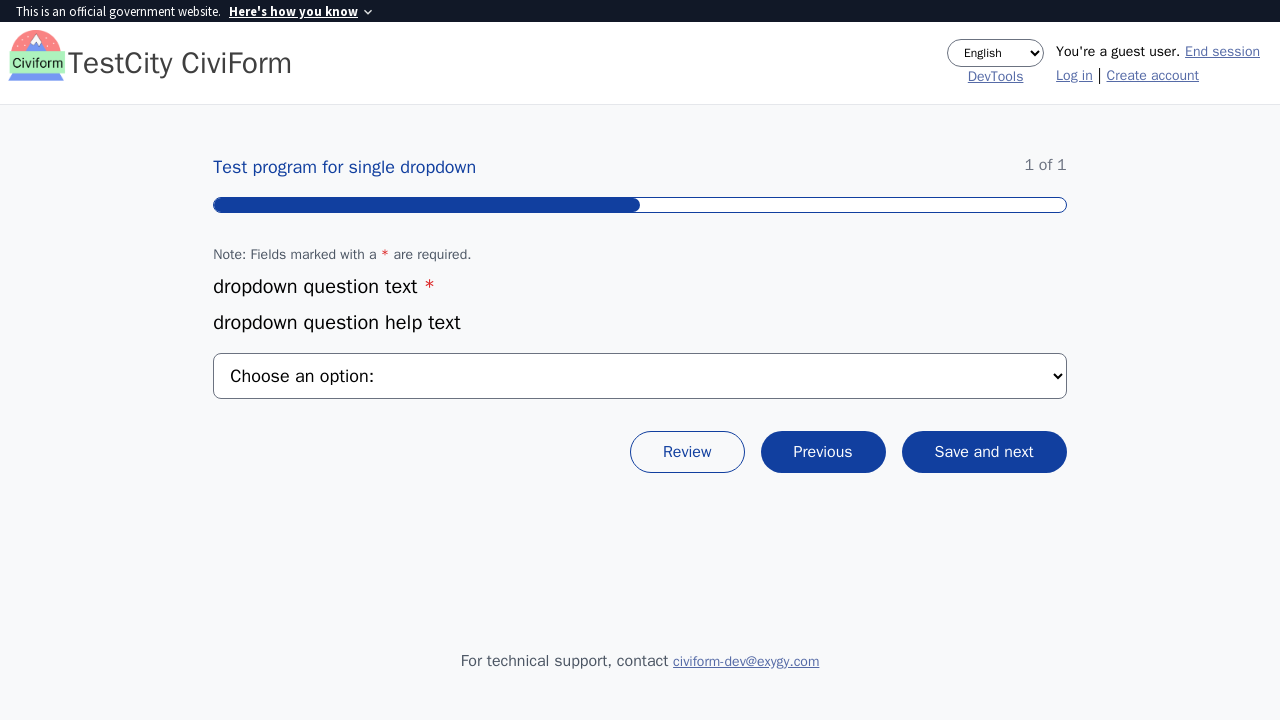 This is an official government website. Here's how you know
Civiform TestCity CiviForm
English
DevTools
You're a guest user. End session
Log in | Create account
Test program for single dropdown
1 of 1
Note: Fields marked with a * are required.
dropdown question text *
dropdown question help text
Choose an option:
Review Previous Save and next
For technical support, contact civiform-dev@exygy.com